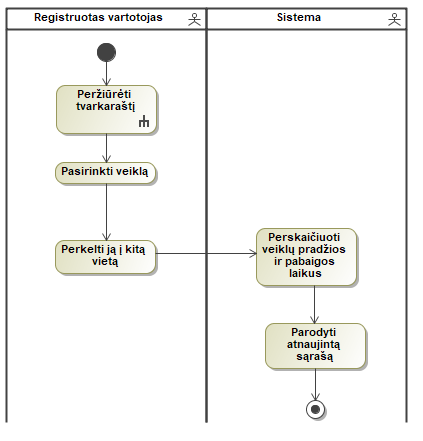 Registruotas vartotojas
Sistema
Peržiūrėti
tvarkaraštį
Pasirinkti veiklą
Perkelti ją į kitą
vietą
Perskaičiuoti
veiklų pradžios
ir pabaigos
laikus
Parodyti
atnaujintą
sąrašą